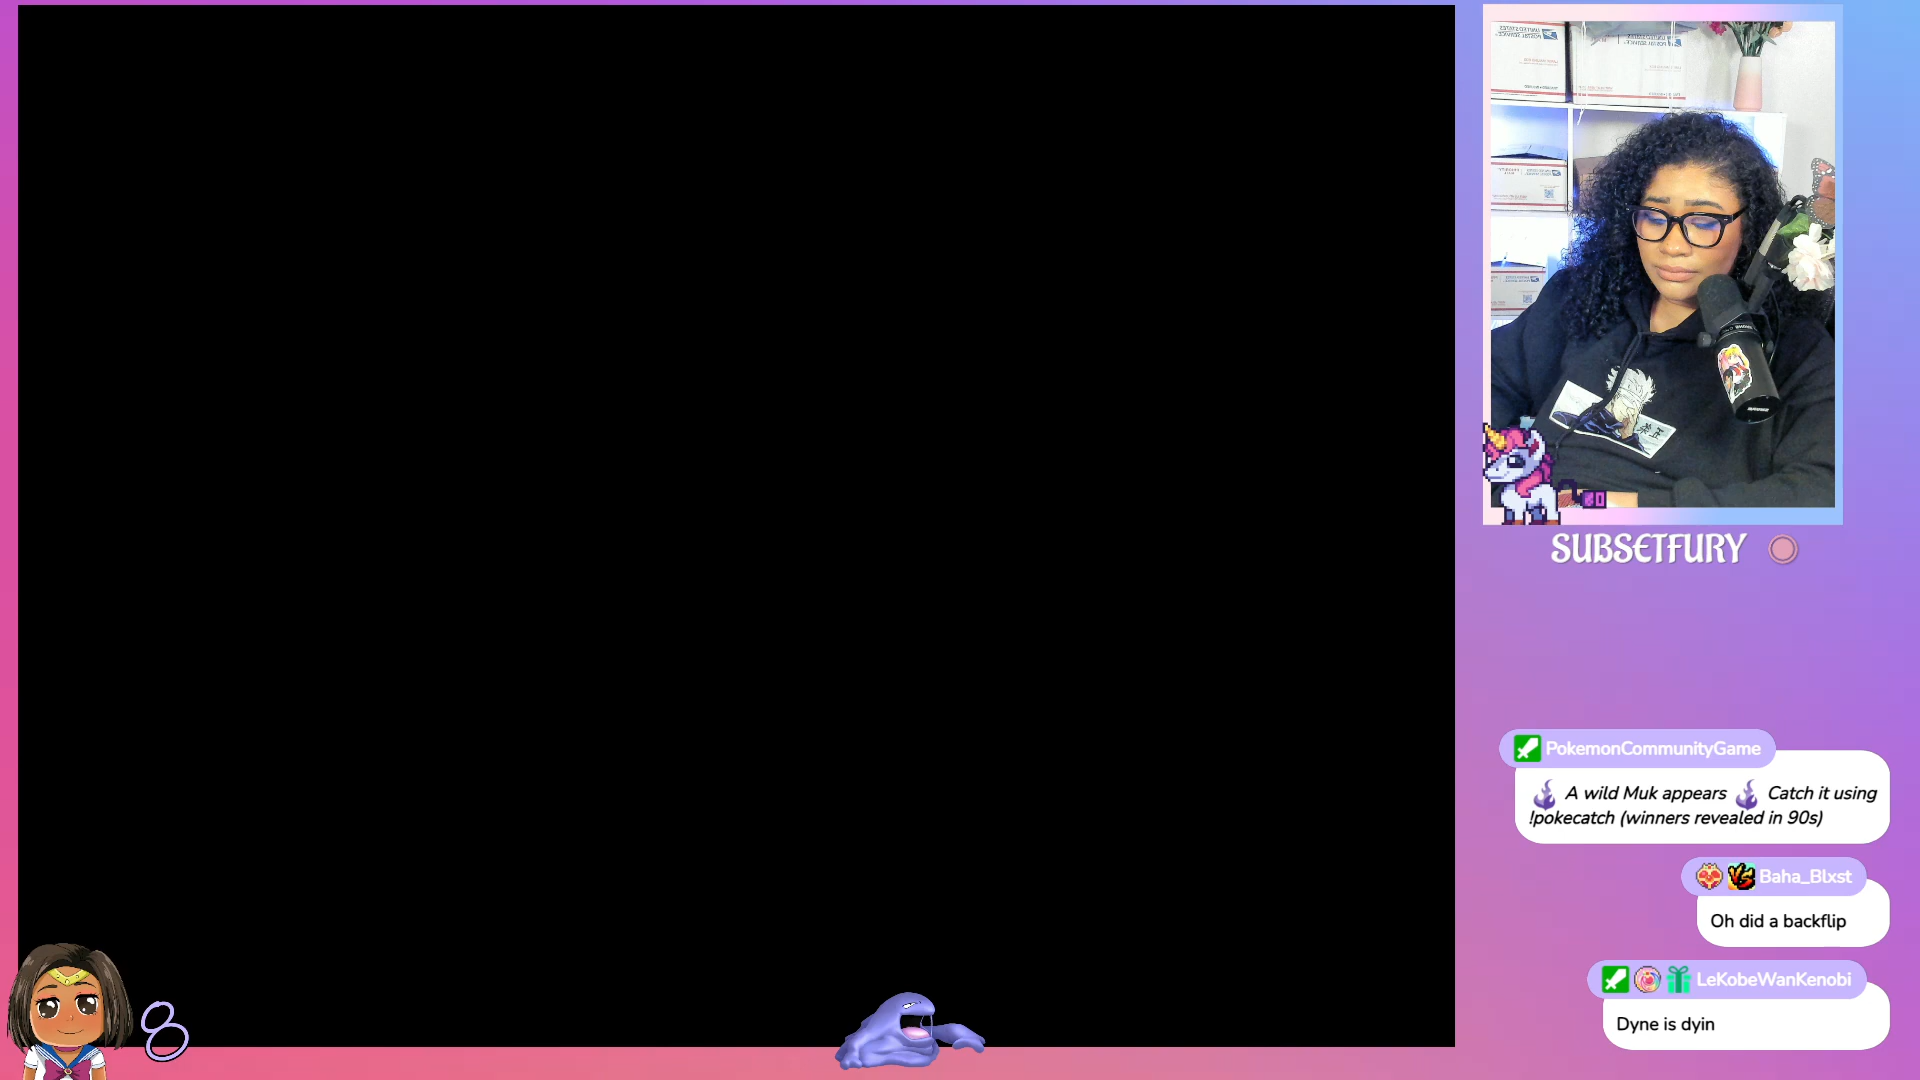 SUBSETFURY
PokemonCommunityGame
A wild Muk appears Catch it using
!pokecatch (winners revealed in 90s)
Baha_Blxst
Oh did a backflip
LeKobeWanKenobi
Dyne is dyin
8